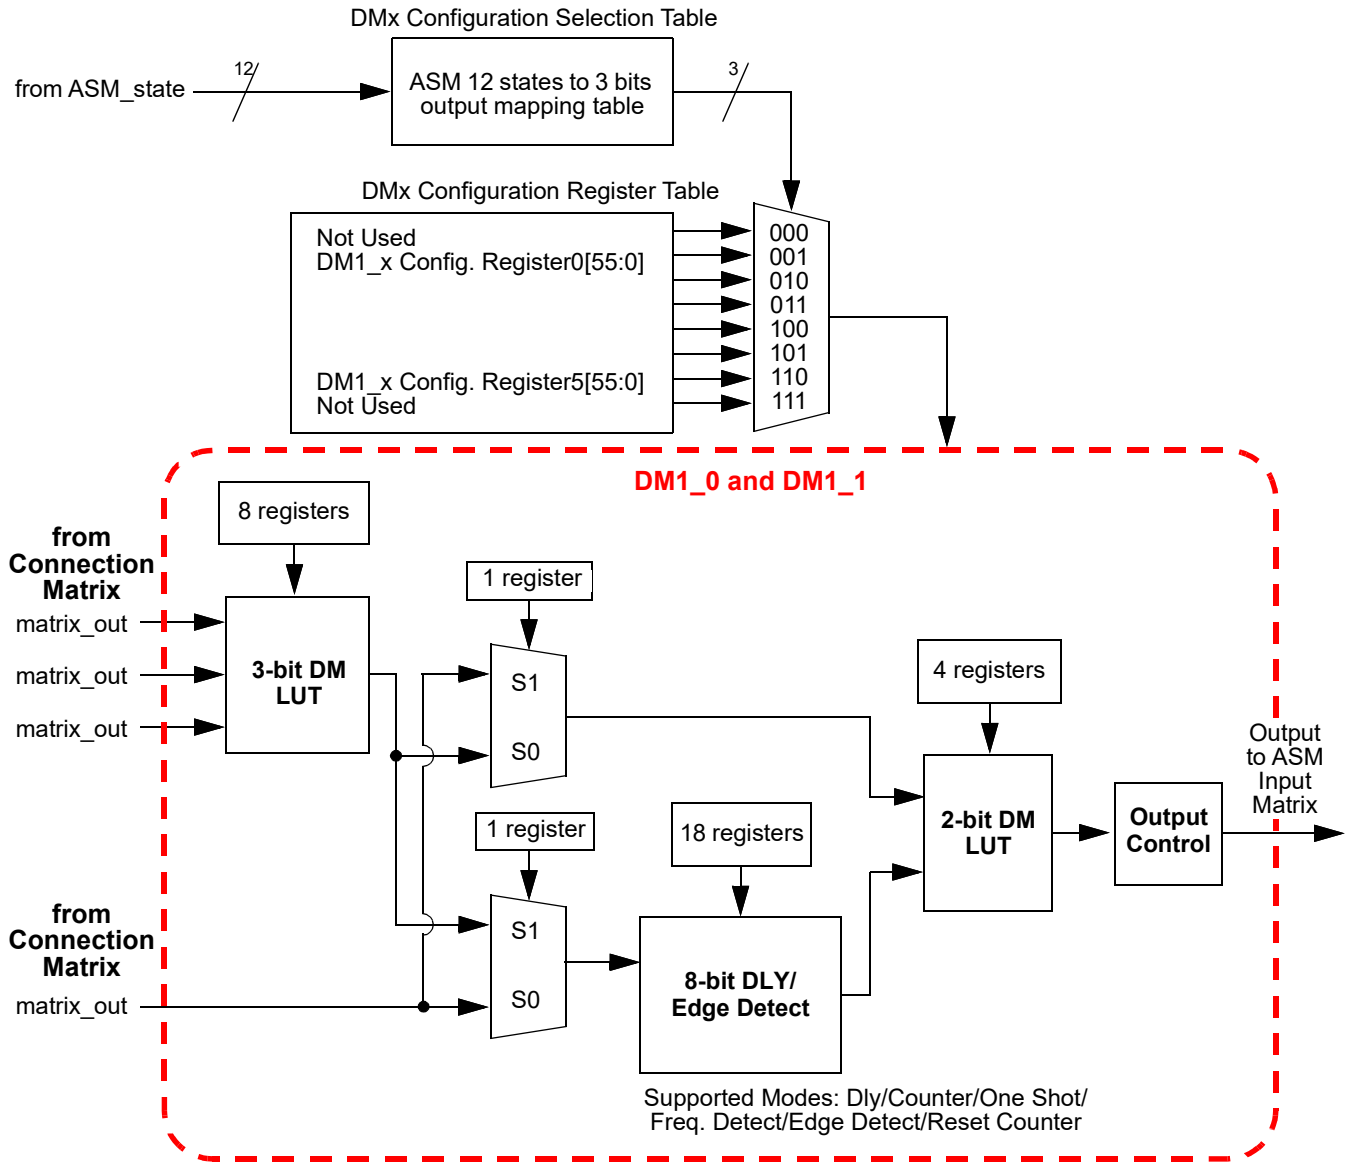 DMx Configuration Selection Table
from ASM_state
12
ASM 12 states to 3 bits
output mapping table
3
DMx Configuration Register Table
Not Used
DM1_x Config. Register0[55:0]
DM1_x Config. Register5[55:0]
Not Used
000
001
010
011
100
101
110
111
DM1_0 and DM1_1
8 registers
from
Connection
Matrix
matrix_out
matrix_out
matrix_out
3-bit DM
LUT
1 register
S1
S0
4 registers
2-bit DM
LUT
Output
Control
Output
to ASM
Input
Matrix
1 register
18 registers
from
Connection
Matrix
matrix_out
S1
S0
8-bit DLY/
Edge Detect
Supported Modes: Dly/Counter/One Shot/
Freq. Detect/Edge Detect/Reset Counter